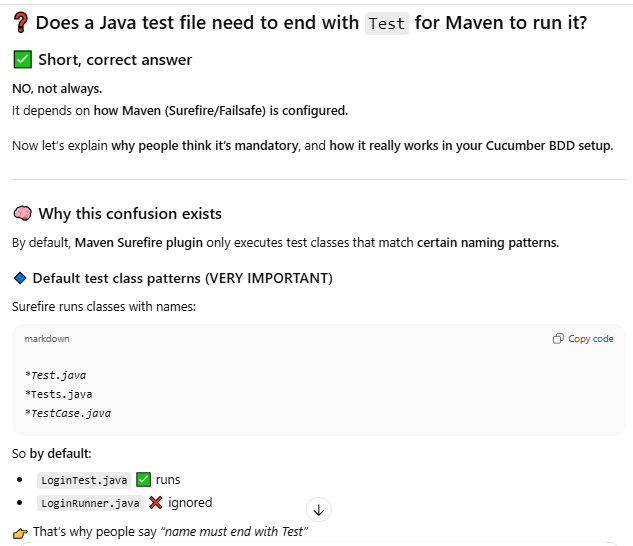 ❓ Does a Java test file need to end with Test for Maven to run it?
✅ Short, correct answer
NO, not always.
It depends on how Maven (Surefire/Failsafe) is configured.
Now let's explain why people think it's mandatory, and how it really works in your Cucumber BDD setup.
🧠 Why this confusion exists
By default, Maven Surefire plugin only executes test classes that match certain naming patterns.
🔹 Default test class patterns (VERY IMPORTANT)
Surefire runs classes with names:
markdown
Copy code
*Test.java
*Tests.java
*TestCase.java
So by default:
• LoginTest.java ✅ runs
• LoginRunner.java ❌ ignored
👉 That's why people say "name must end with Test"